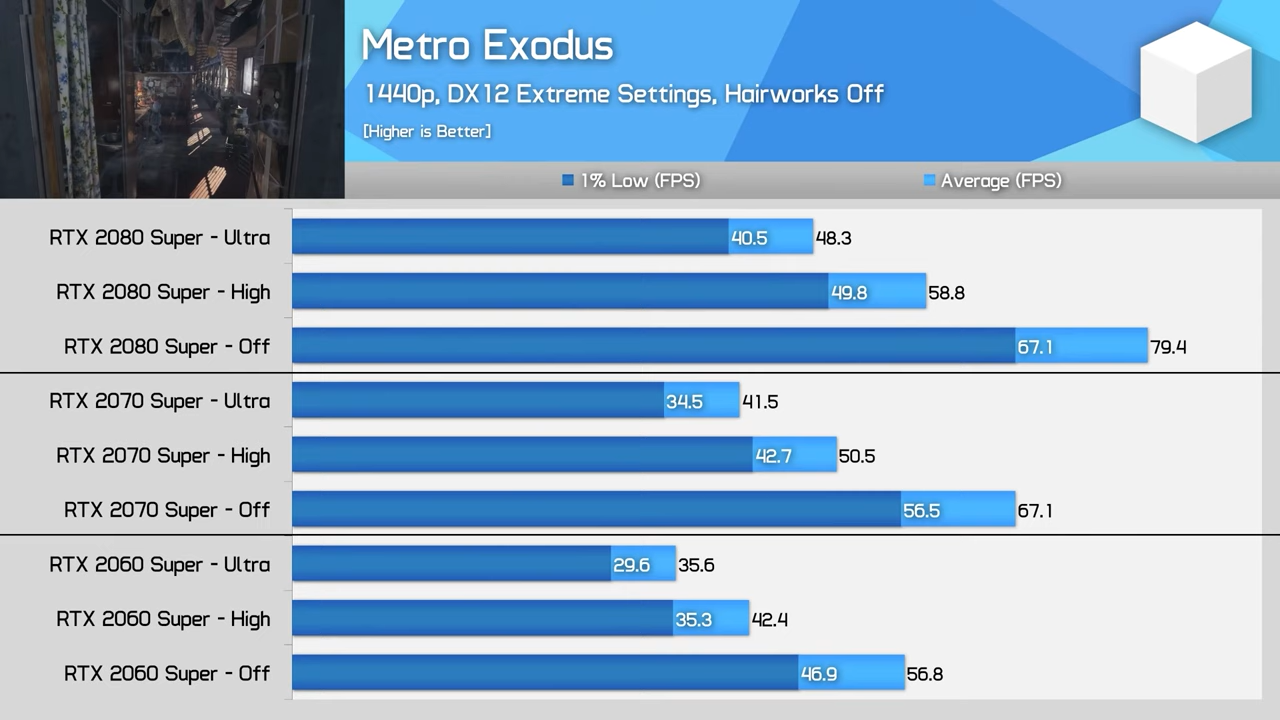 Metro Exodus
1440p, DX12 Extreme Settings, Hairworks Off
[Higher is Better]
1% Low (FPS) Average (FPS)
RTX 2080 Super - Ultra 40.5 48.3
RTX 2080 Super - High 49.8 58.8
RTX 2080 Super - Off 67.1 79.4
RTX 2070 Super - Ultra 34.5 41.5
RTX 2070 Super - High 42.7 50.5
RTX 2070 Super - Off 56.5 67.1
RTX 2060 Super - Ultra 29.6 35.6
RTX 2060 Super - High 35.3 42.4
RTX 2060 Super - Off 46.9 56.8